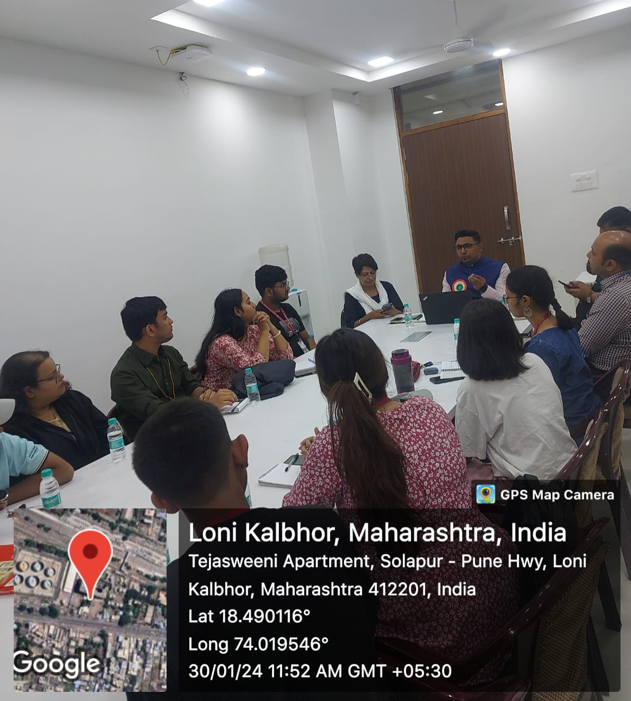 GPS Map Camera
Loni Kalbhor, Maharashtra, India
Tejasweeni Apartment, Solapur - Pune Hwy, Loni
Kalbhor, Maharashtra 412201, India
Lat 18.490116°
Long 74.019546°
30/01/24 11:52 AM GMT +05:30
Google